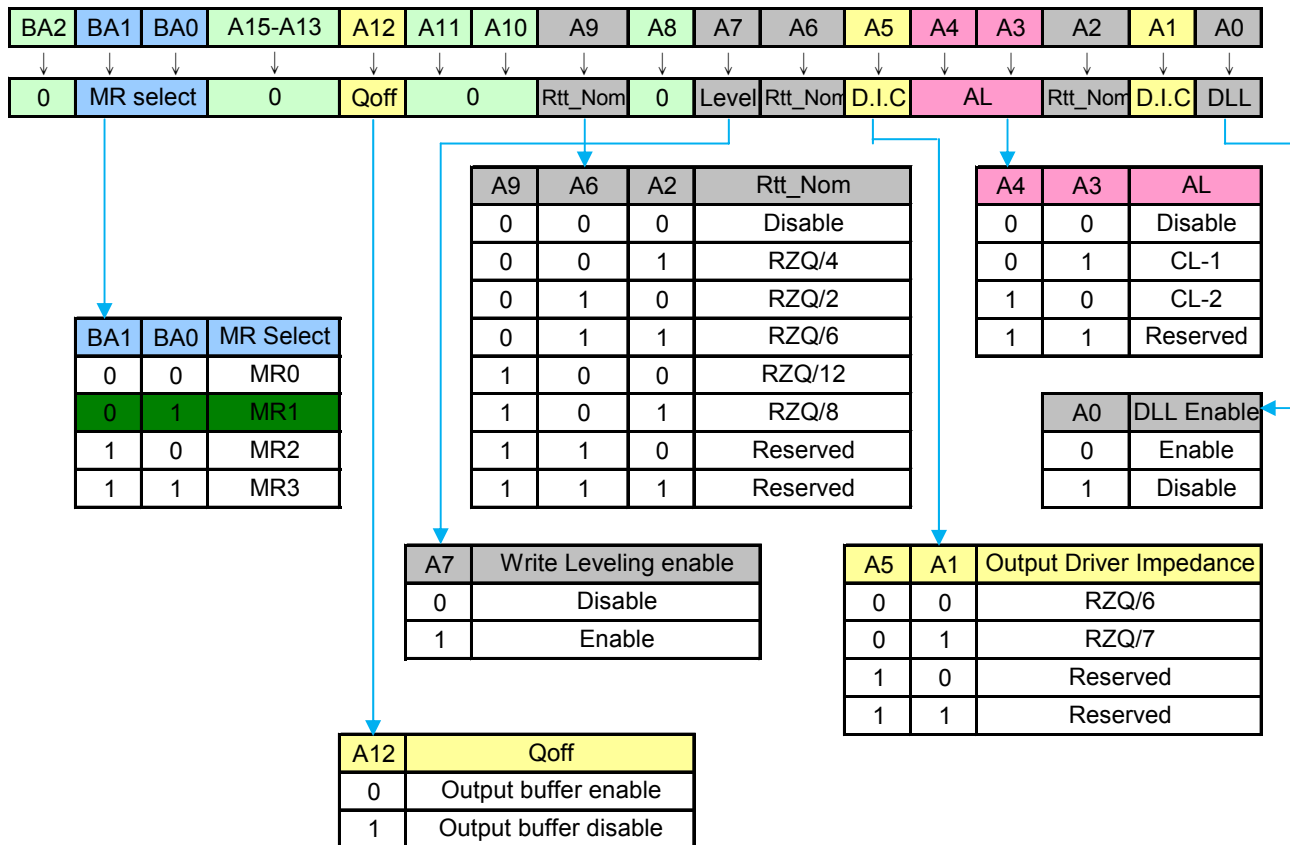 BA2 BA1 BA0 A15-A13 A12 A11 A10 A9 A8 A7 A6 A5 A4 A3 A2 A1 A0
0 MR select 0 Qoff 0 Rtt_Nom 0 Level Rtt_Nom D.I.C AL Rtt_Nom D.I.C DLL
A9 A6 A2 Rtt_Nom
0 0 0 Disable
0 0 1 RZQ/4
0 1 0 RZQ/2
0 1 1 RZQ/6
1 0 0 RZQ/12
1 0 1 RZQ/8
1 1 0 Reserved
1 1 1 Reserved
A4 A3 AL
0 0 Disable
0 1 CL-1
1 0 CL-2
1 1 Reserved
BA1 BA0 MR Select
0 0 MR0
0 1 MR1
1 0 MR2
1 1 MR3
A0 DLL Enable
0 Enable
1 Disable
A7 Write Leveling enable
0 Disable
1 Enable
A5 A1 Output Driver Impedance
0 0 RZQ/6
0 1 RZQ/7
1 0 Reserved
1 1 Reserved
A12 Qoff
0 Output buffer enable
1 Output buffer disable